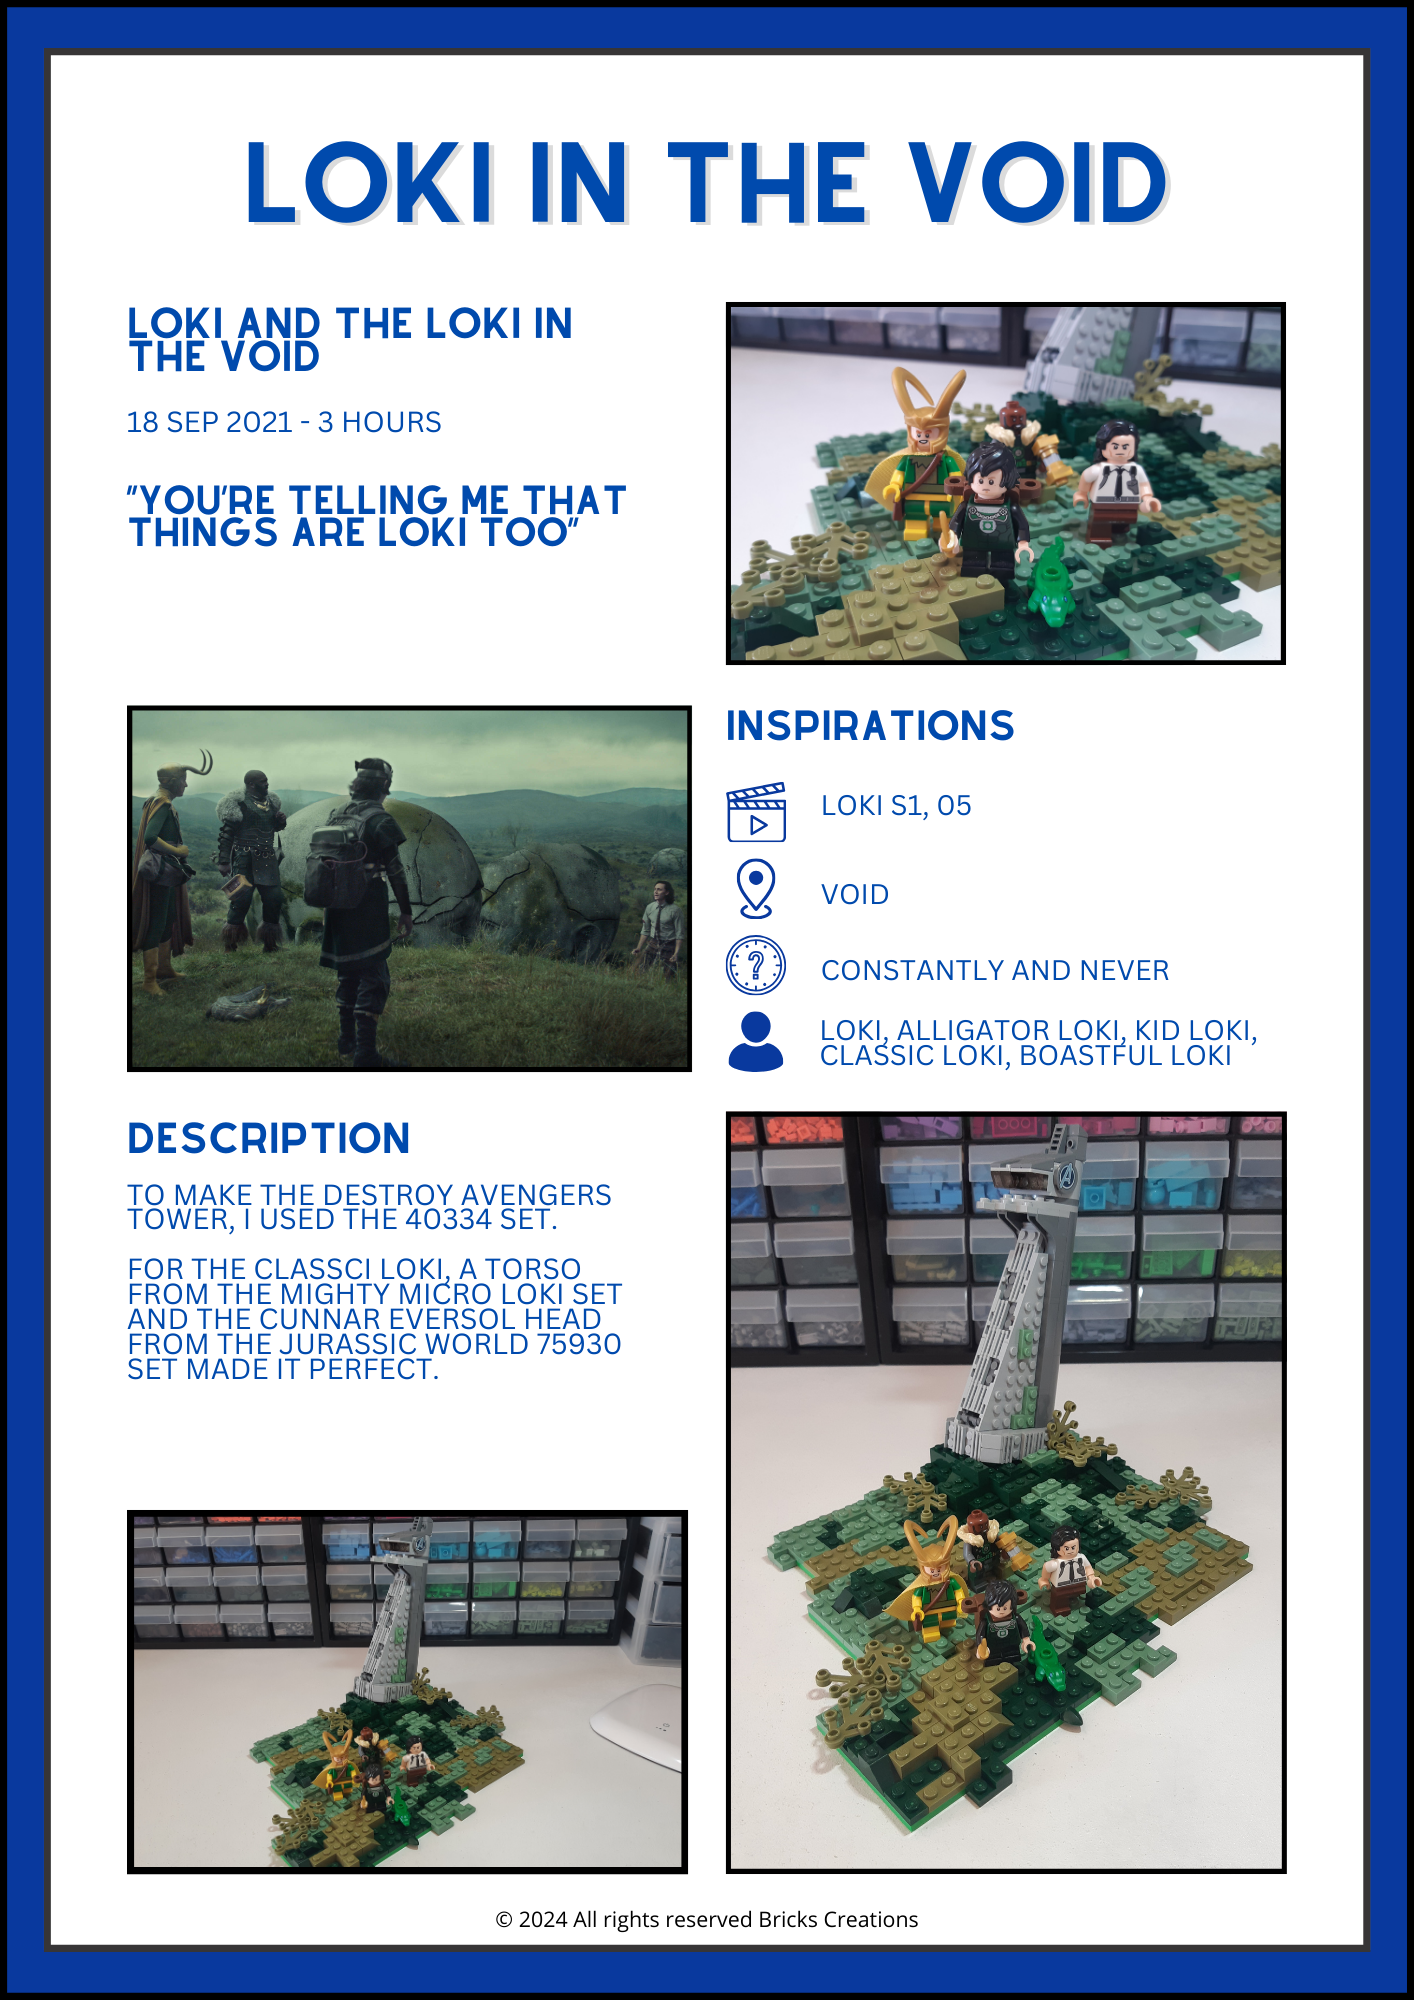 LOKI IN THE VOID
LOKI AND THE LOKI IN
THE VOID
18 SEP 2021 - 3 HOURS
"YOU'RE TELLING ME THAT
THINGS ARE LOKI TOO"
INSPIRATIONS
LOKI S1, 05
VOID
CONSTANTLY AND NEVER
LOKI, ALLIGATOR LOKI, KID LOKI,
CLASSIC LOKI, BOASTFUL LOKI
DESCRIPTION
TO MAKE THE DESTROY AVENGERS
TOWER, I USED THE 40334 SET.
FOR THE CLASSCI LOKI, A TORSO
FROM THE MIGHTY MICRO LOKI SET
AND THE CUNNAR EVERSOL HEAD
FROM THE JURASSIC WORLD 75930
SET MADE IT PERFECT.
© 2024 All rights reserved Bricks Creations